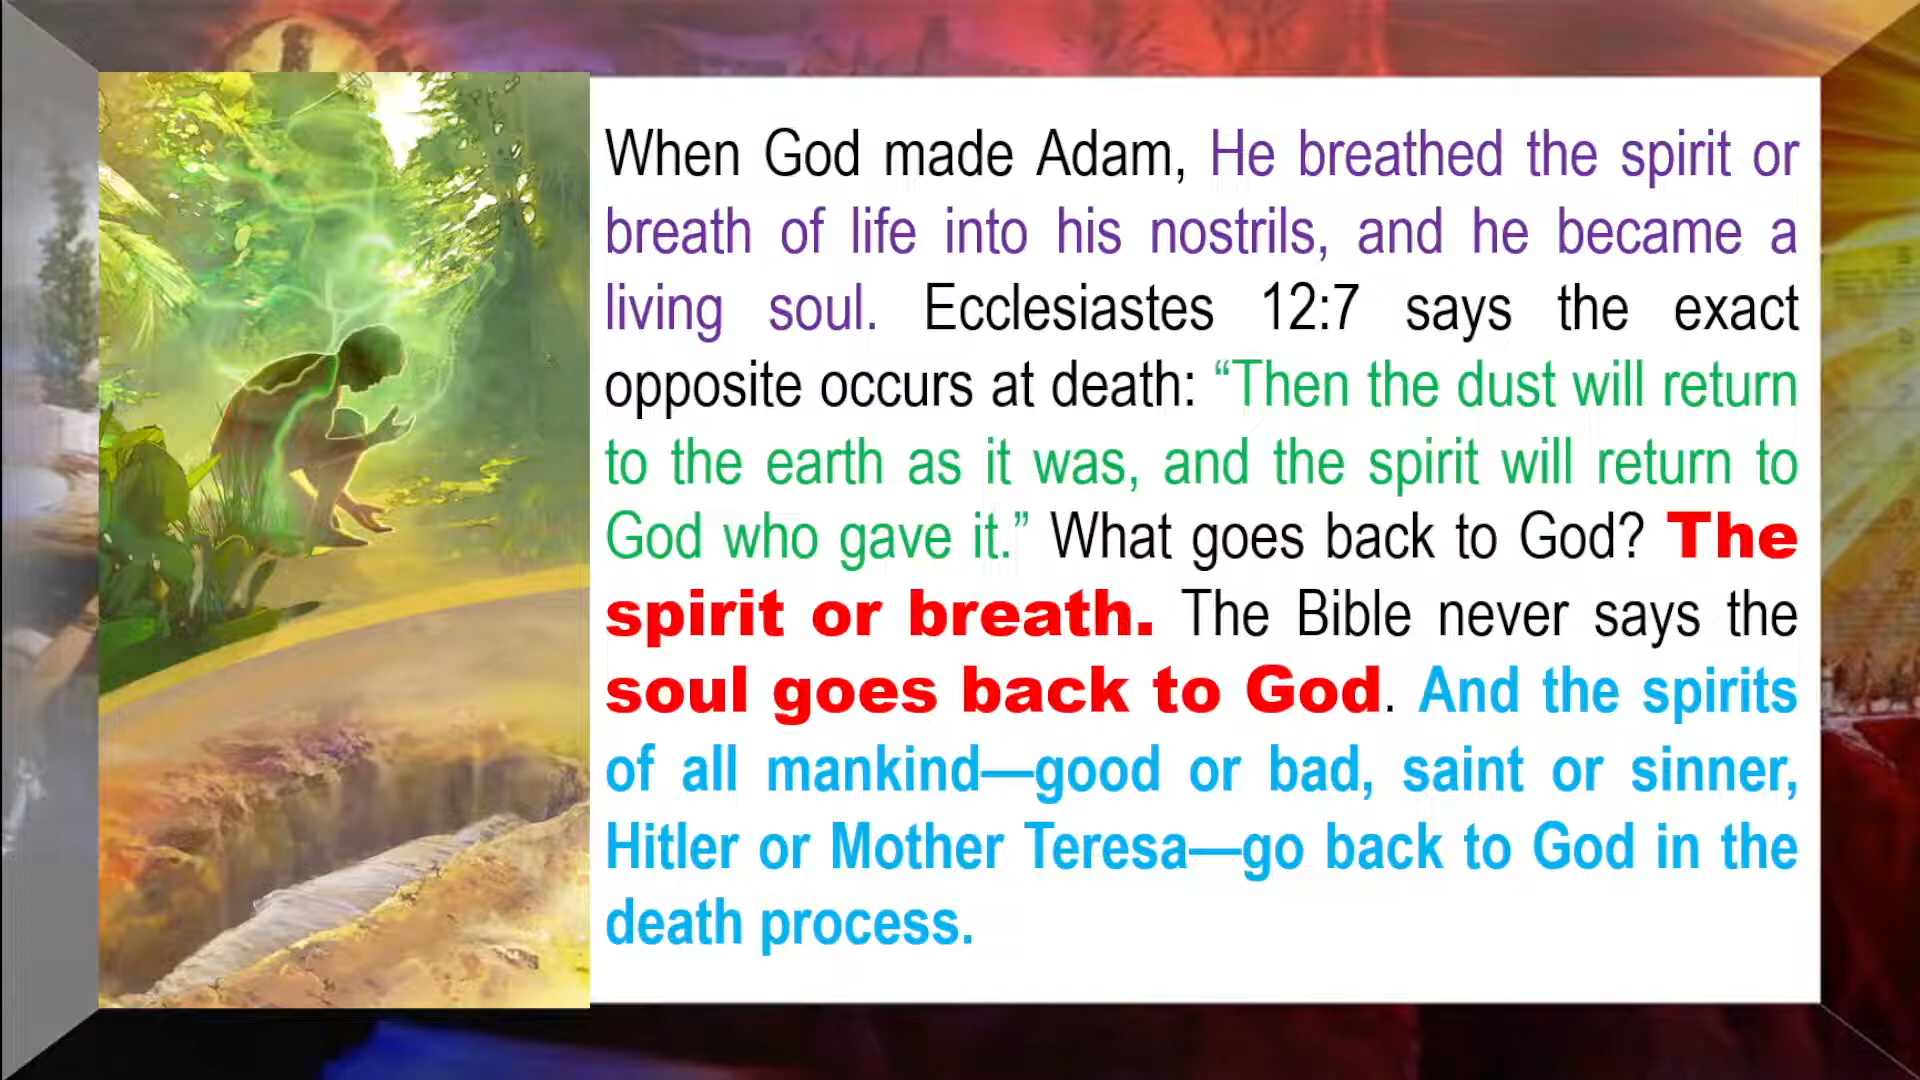 When God made Adam, He breathed the spirit or
breath of life into his nostrils, and he became a
living soul. Ecclesiastes 12:7 says the exact
opposite occurs at death: “Then the dust will return
to the earth as it was, and the spirit will return to
God who gave it.” What goes back to God? The
spirit or breath. The Bible never says the
soul goes back to God. And the spirits
of all mankind—good or bad, saint or sinner,
Hitler or Mother Teresa—go back to God in the
death process.